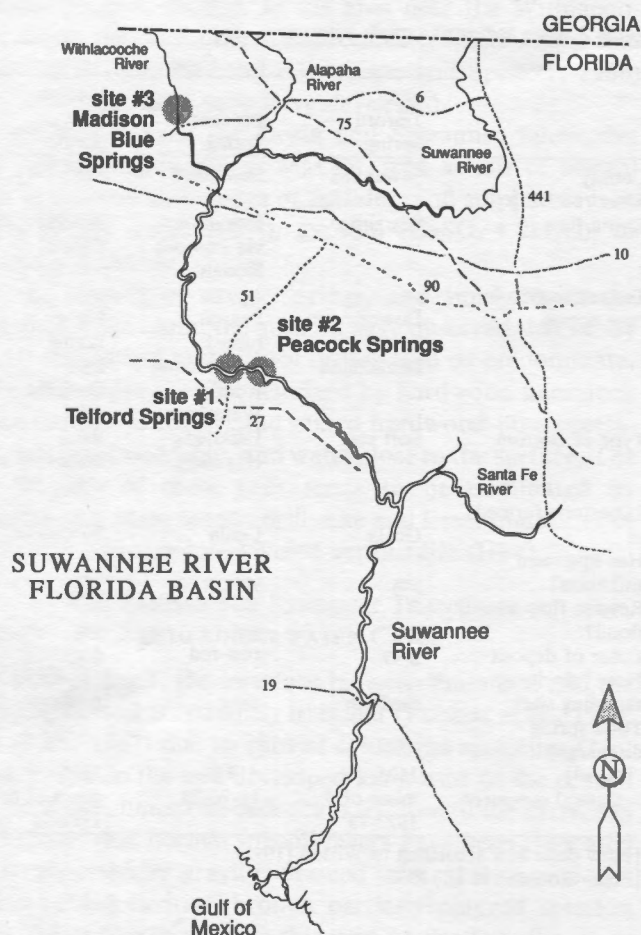 GEORGIA
FLORIDA
Withlacooche
River
Alapaha
River
site #3
Madison
Blue
Springs
6
75
Suwannee
River
441
10
90
51
site #2
Peacock Springs
site #1
Telford Springs
27
Santa Fe
River
SUWANNEE RIVER
FLORIDA BASIN
Suwannee
River
19
N
Gulf of
Mexico